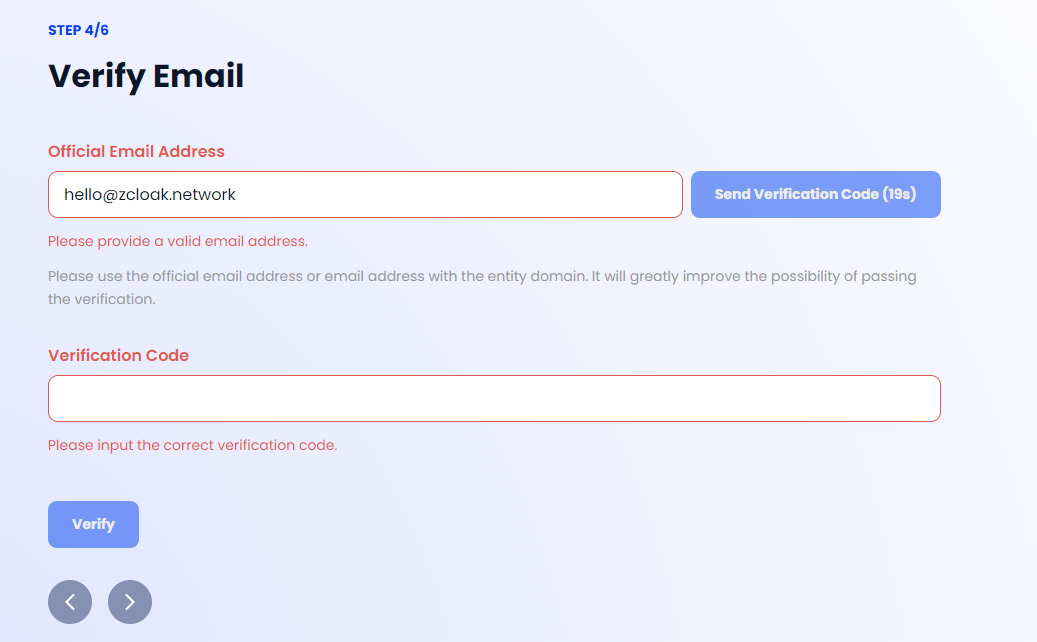 STEP 4/6
Verify Email
Official Email Address
hello@zcloak.network
Send Verification Code (19s)
Please provide a valid email address.
Please use the official email address or email address with the entity domain. It will greatly improve the possibility of passing
the verification.
Verification Code
Please input the correct verification code.
Verify